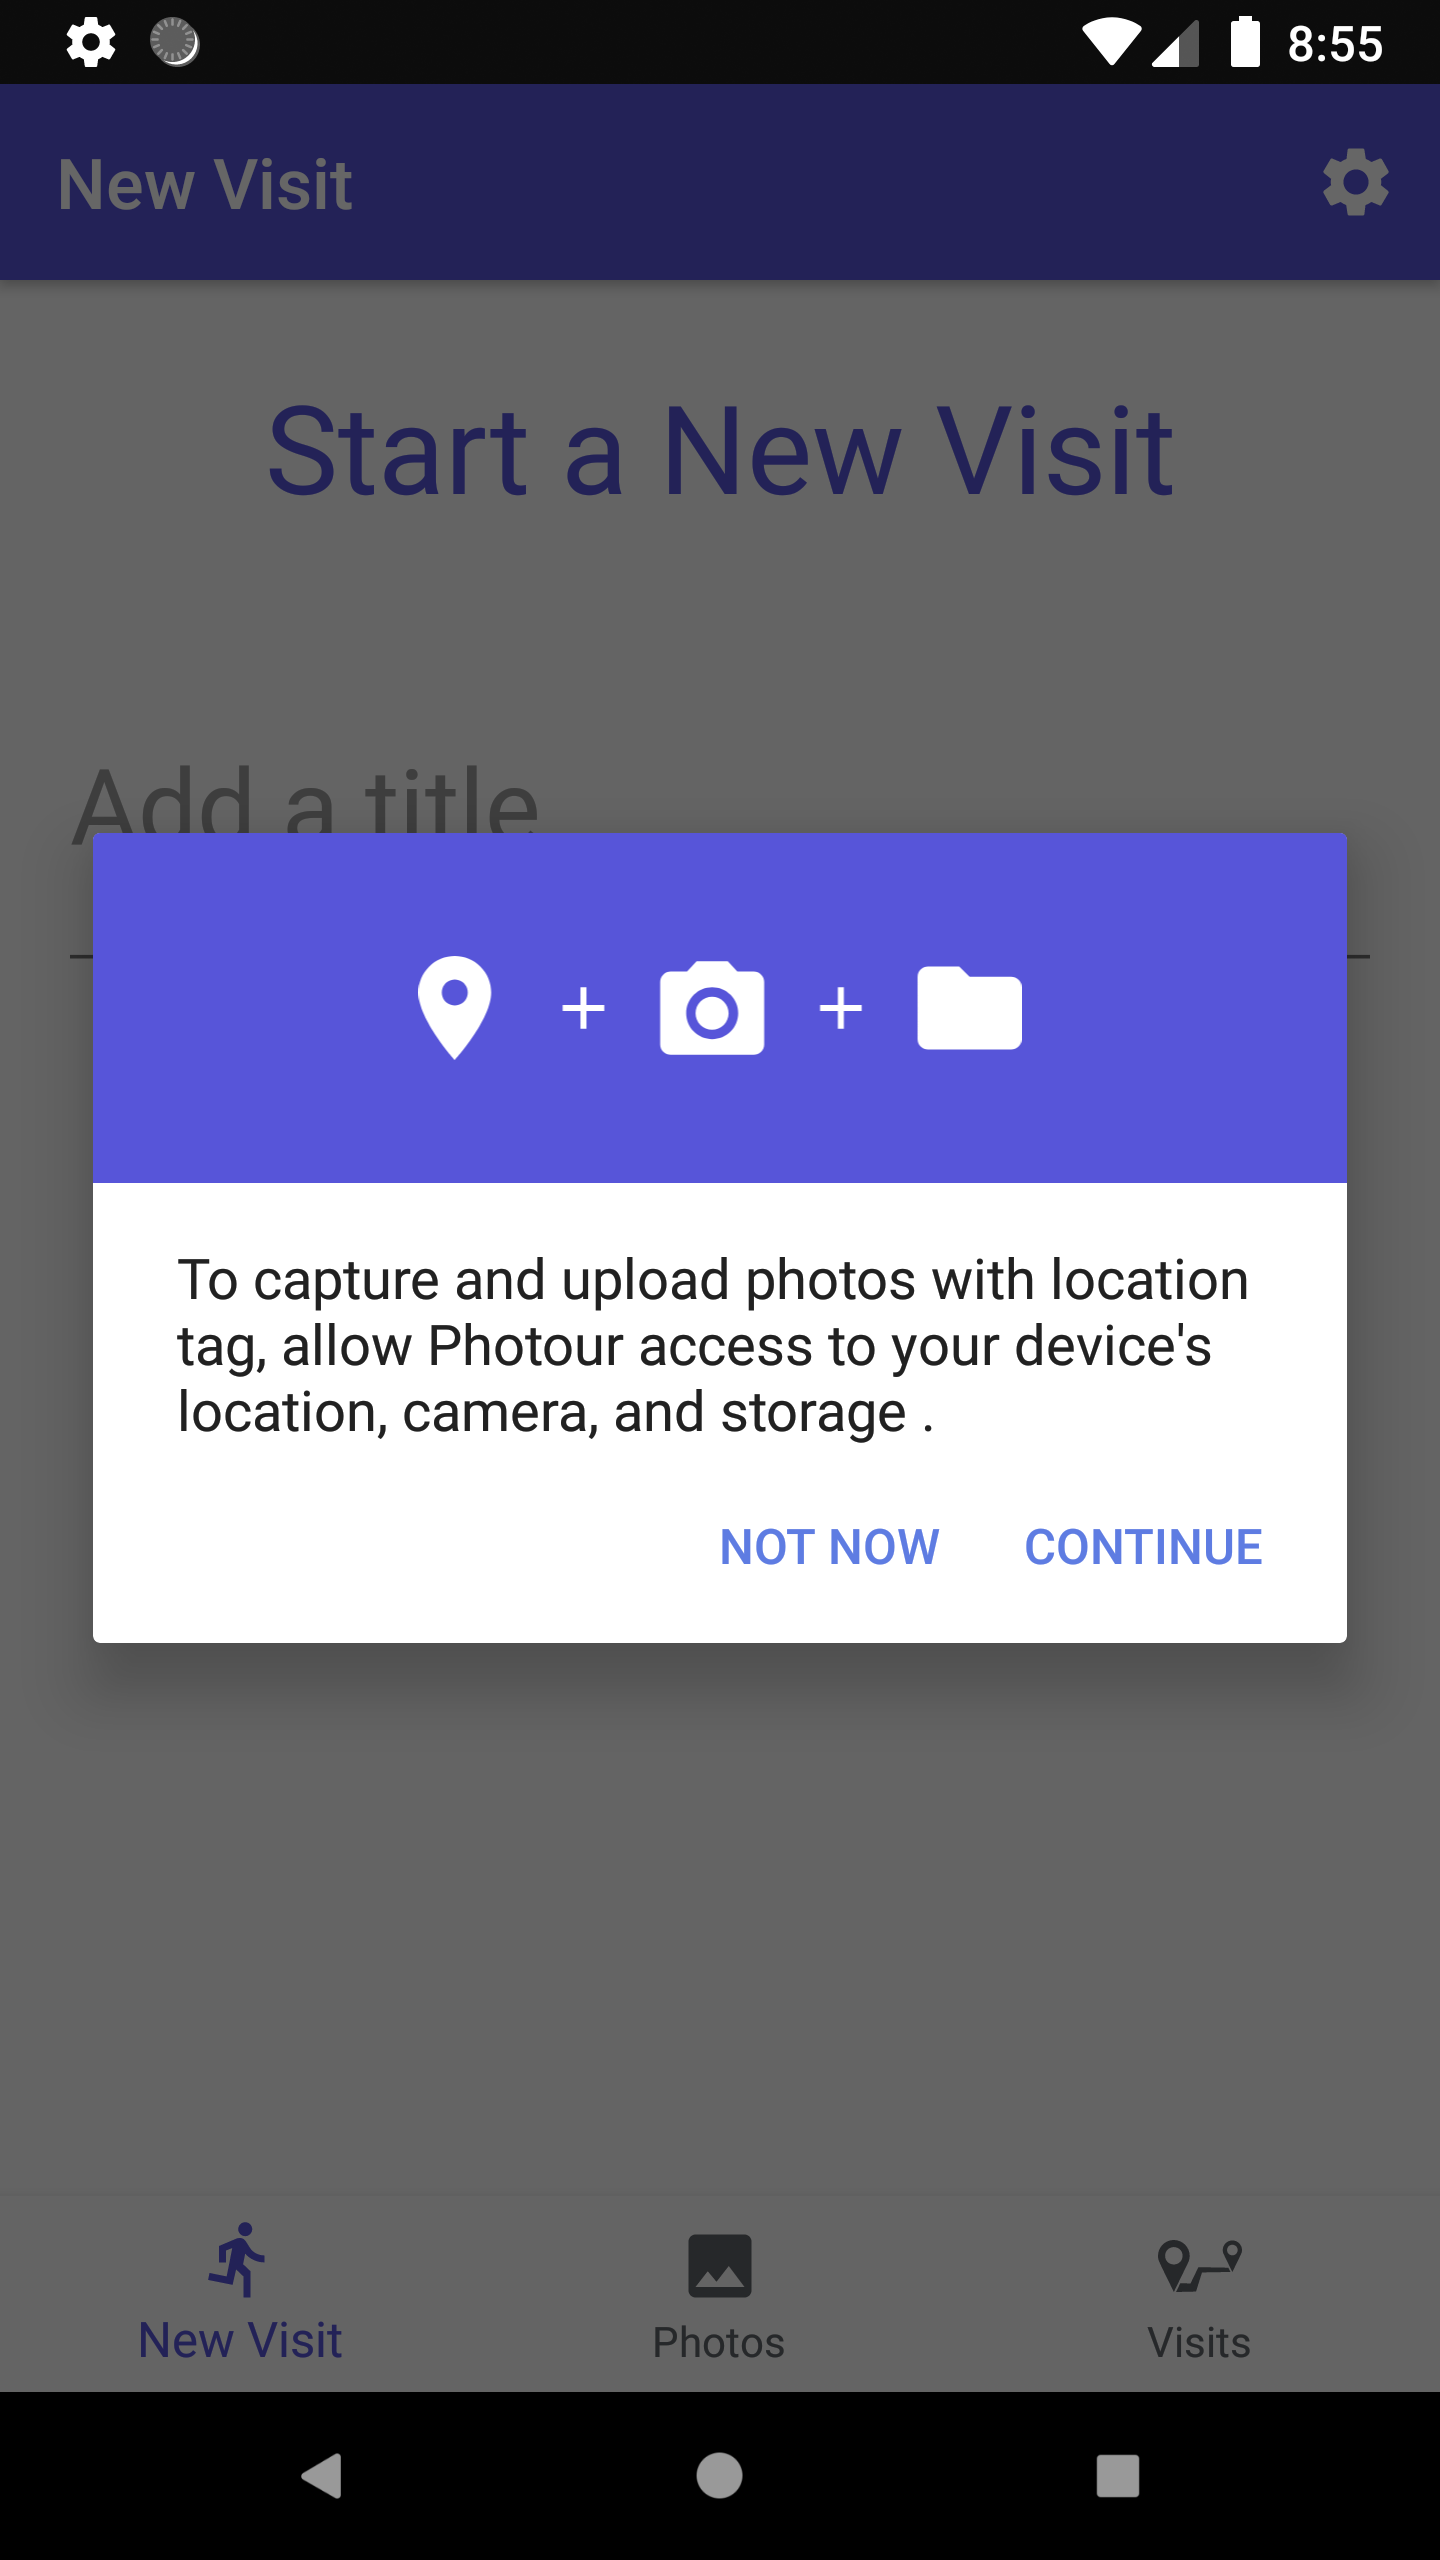 8:55
New Visit
Start a New Visit
Add a title
To capture and upload photos with location
tag, allow Photour access to your device's
location, camera, and storage .
NOT NOW CONTINUE
New Visit Photos Visits